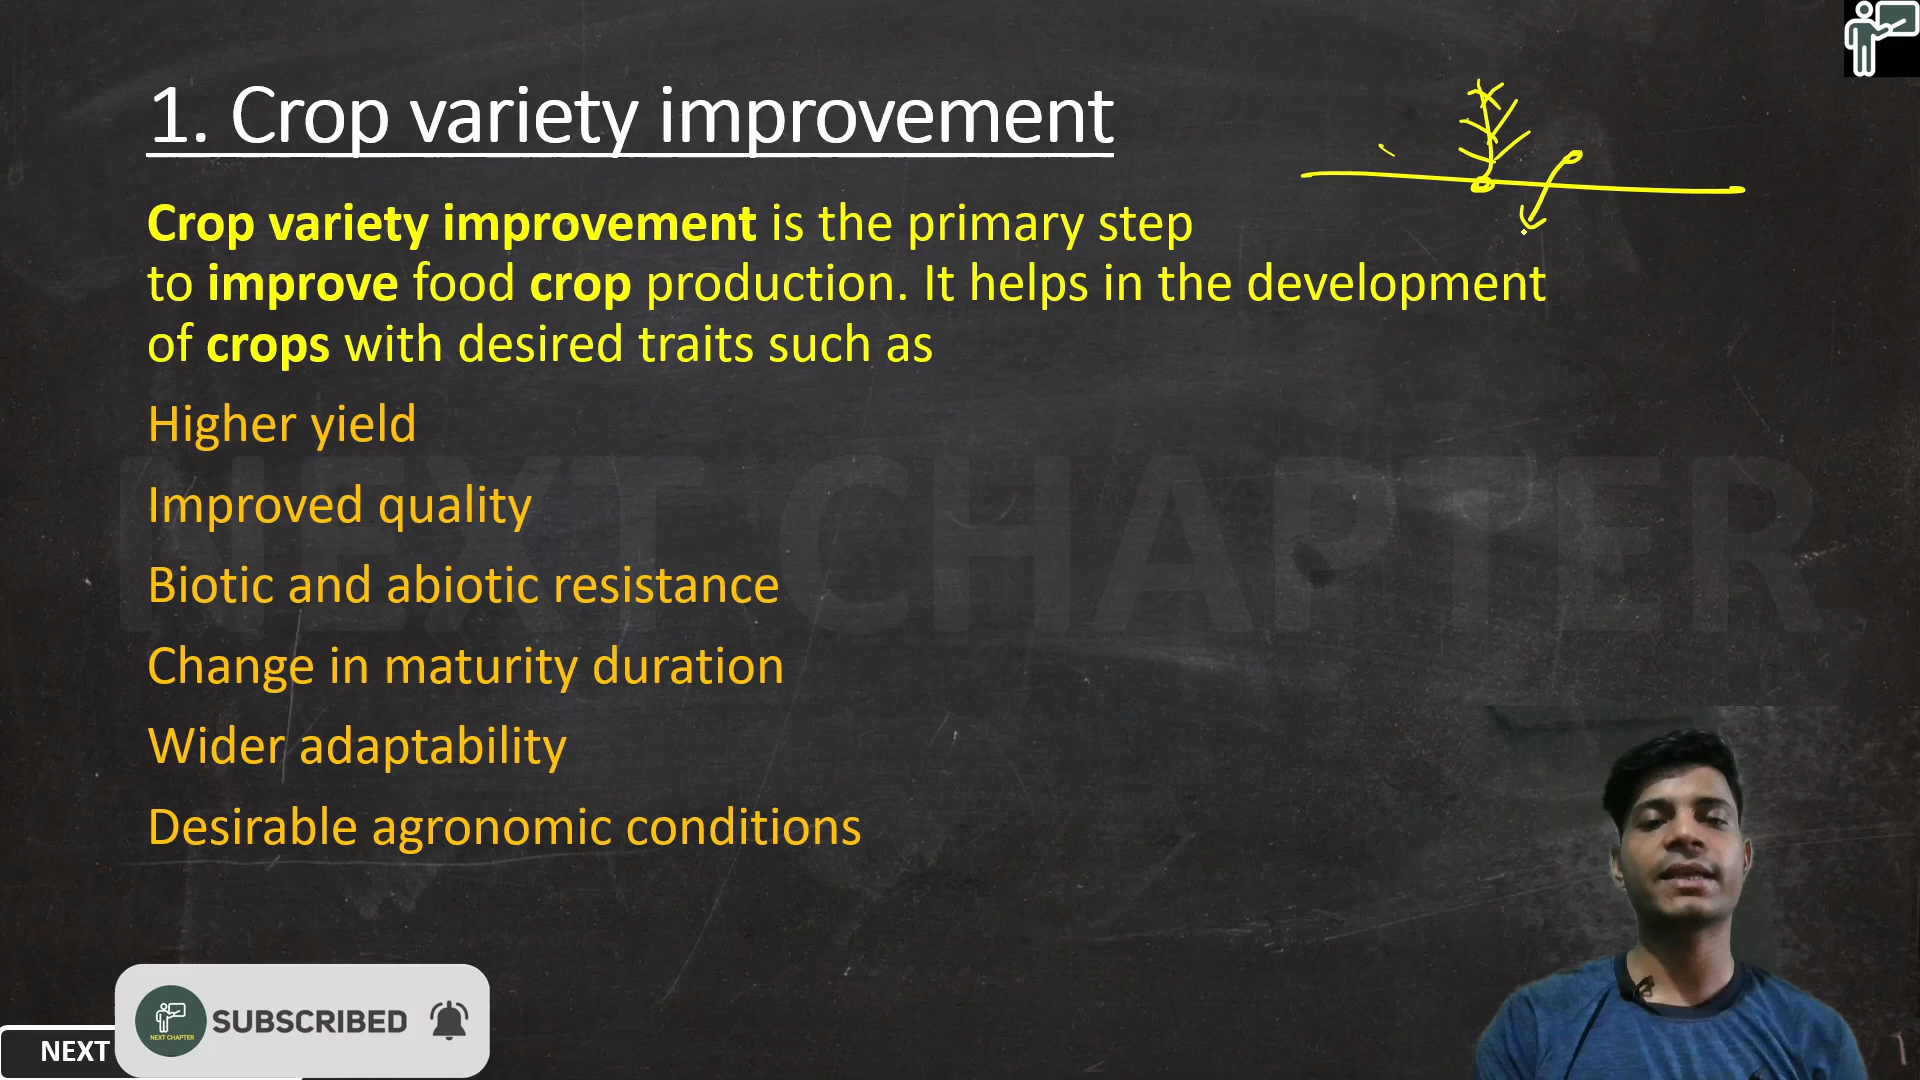 1. Crop variety improvement
Crop variety improvement is the primary step
to improve food crop production. It helps in the development
of crops with desired traits such as
Higher yield
Improved quality
Biotic and abiotic resistance
Change in maturity duration
Wider adaptability
Desirable agronomic conditions
NEXT CHAPTER
NEXT CHAPTER
SUBSCRIBED
NEXT